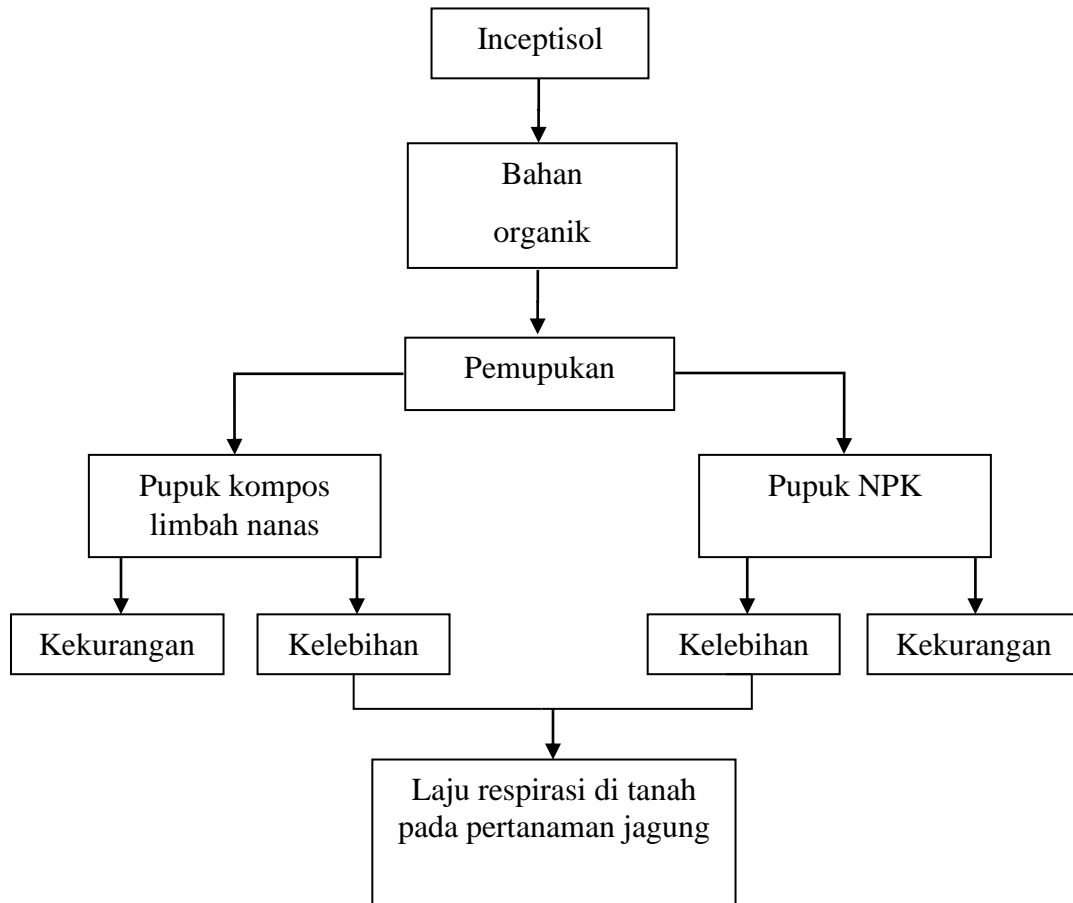 Inceptisol
Bahan
organik
Pemupukan
Pupuk kompos
limbah nanas
Pupuk NPK
Kekurangan
Kelebihan
Kelebihan
Kekurangan
Laju respirasi di tanah
pada pertanaman jagung